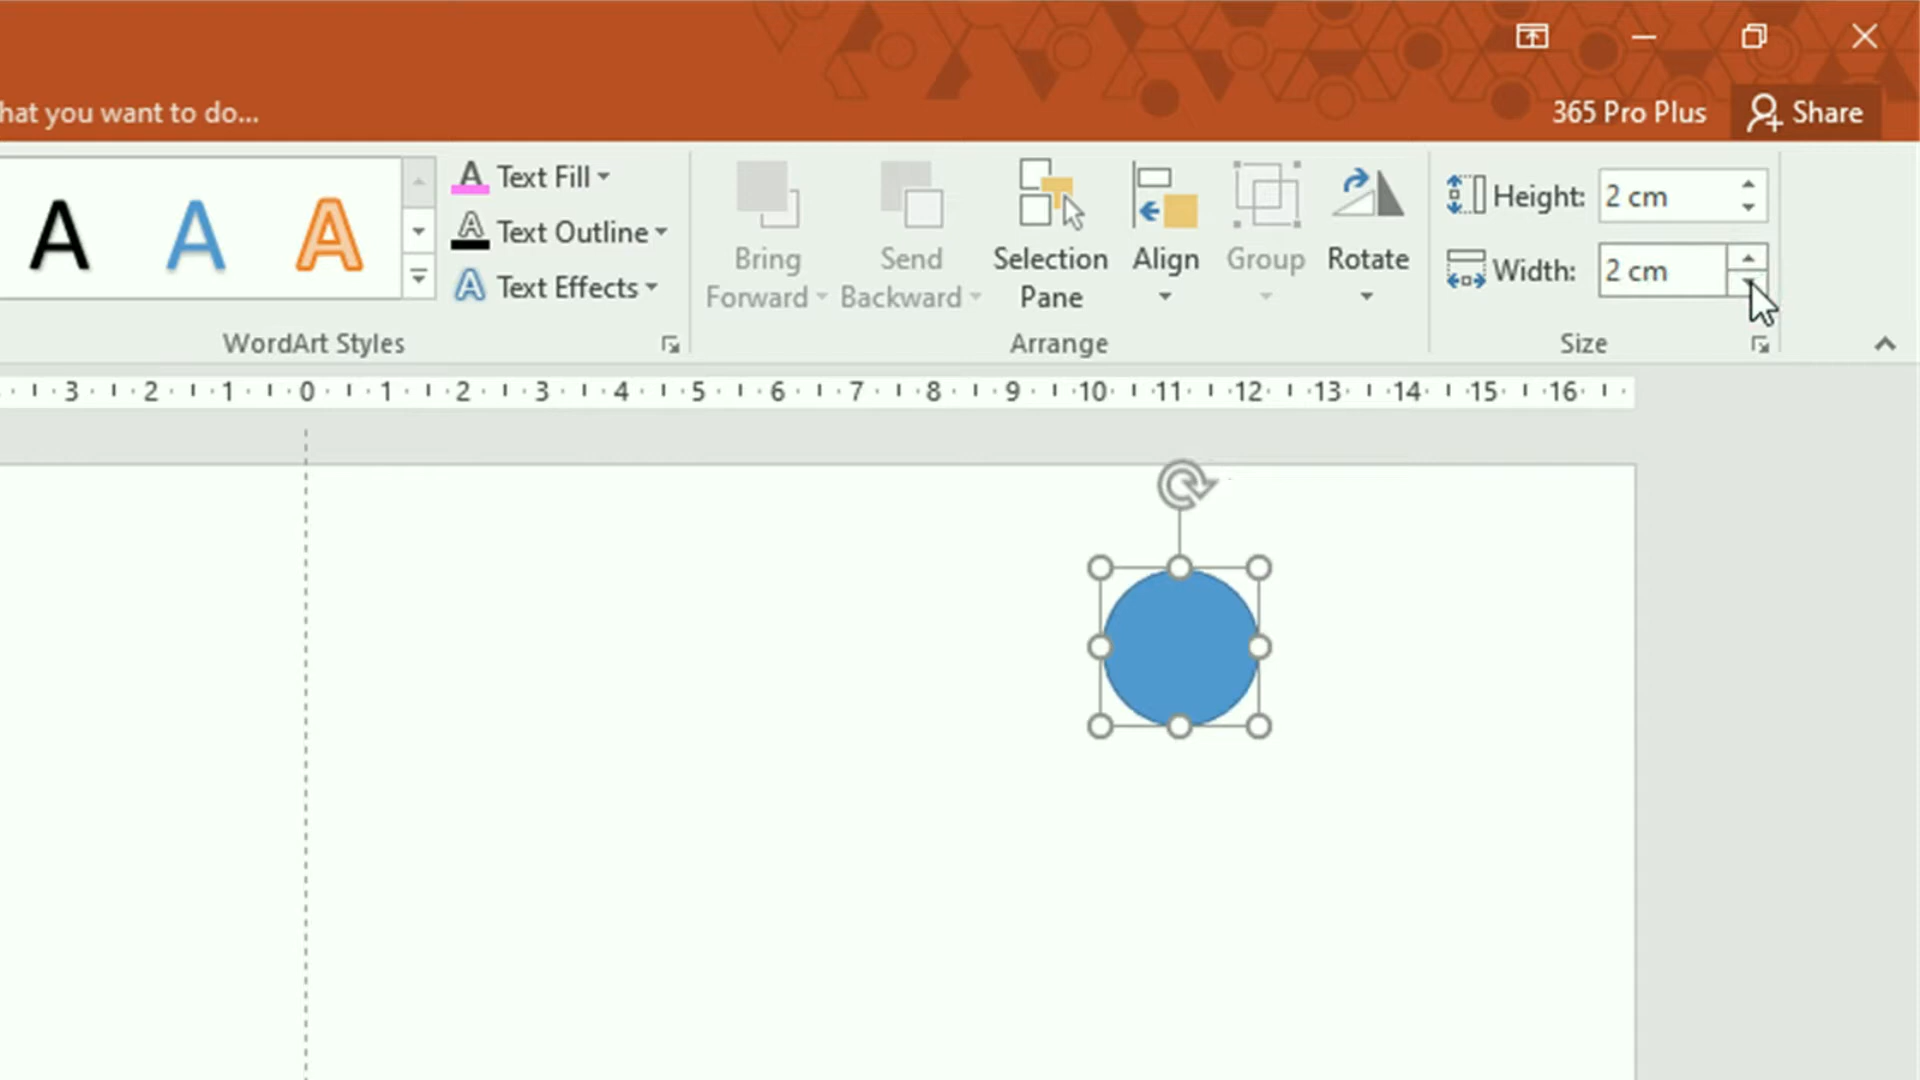 hat you want to do...
365 Pro Plus
Share
A A A
Text Fill
Text Outline
Text Effects
WordArt Styles
Bring
Forward
Send
Backward
Selection
Pane
Align
Group
Rotate
Arrange
Height: 2 cm
Width: 2 cm
Size
3 2 1 0 1 2 3 4 5 6 7 8 9 10 11 12 13 14 15 16